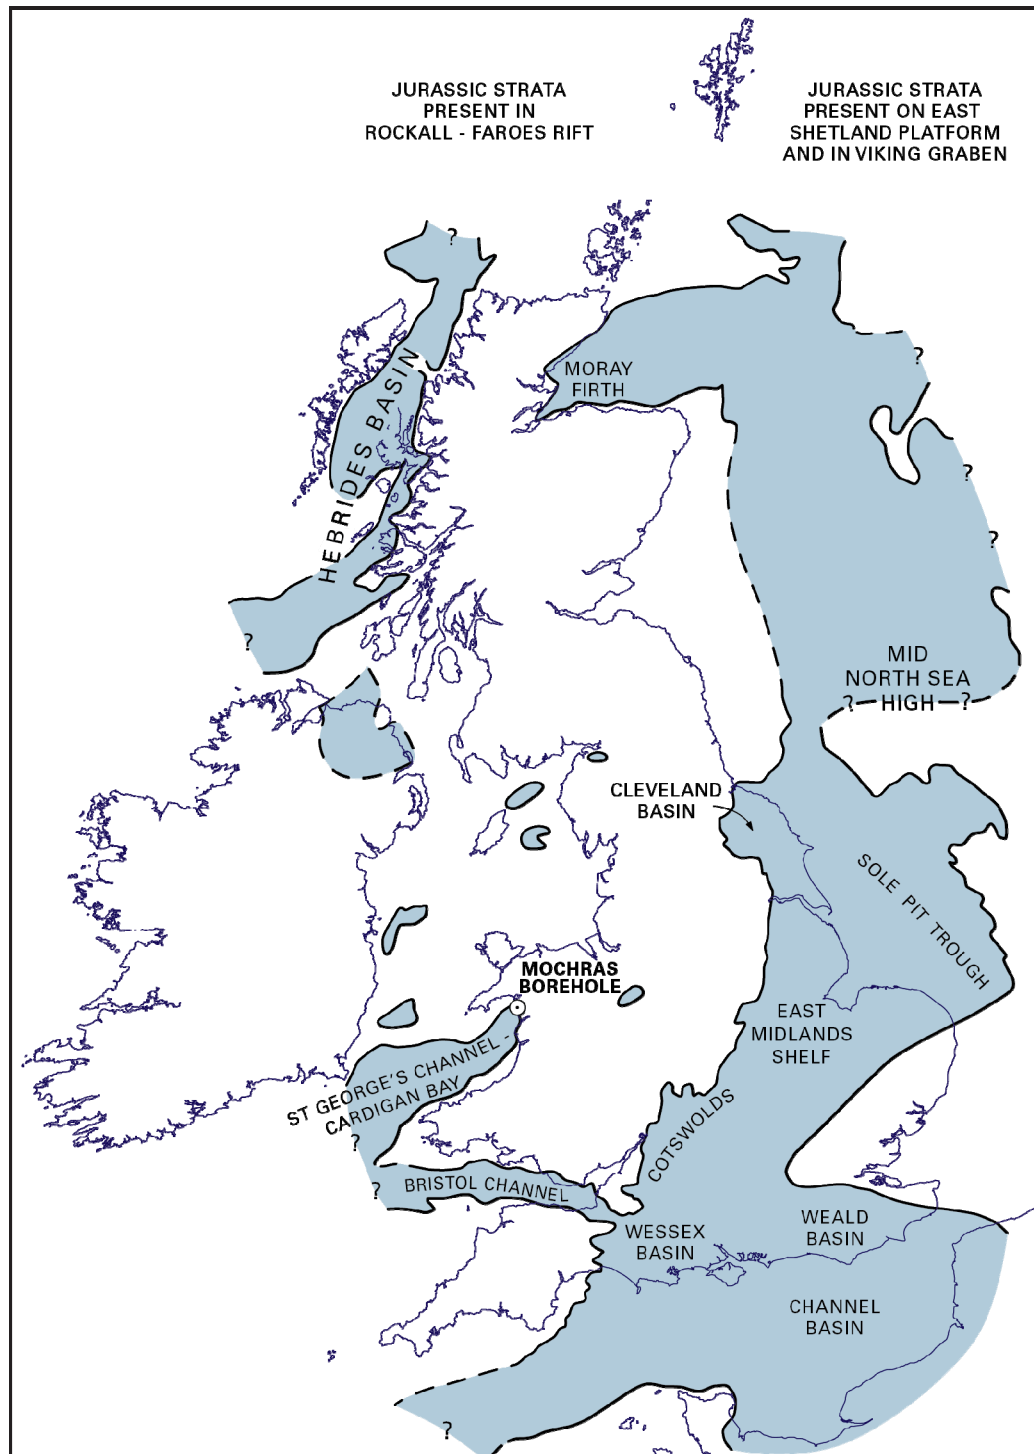 JURASSIC STRATA
PRESENT IN
ROCKALL - FAROES RIFT
JURASSIC STRATA
PRESENT ON EAST
SHETLAND PLATFORM
AND IN VIKING GRABEN
?
HEBRIDES BASIN
MORAY
FIRTH
?
?
?
?
MID
NORTH SEA
?
HIGH
?
CLEVELAND
BASIN
SOLE PIT TROUGH
MOCHRAS
BOREHOLE
EAST
MIDLANDS
SHELF
ST GEORGE'S CHANNEL -
CARDIGAN BAY
?
COTSWOLDS
?
BRISTOL CHANNEL
WESSEX
BASIN
WEALD
BASIN
CHANNEL
BASIN
?